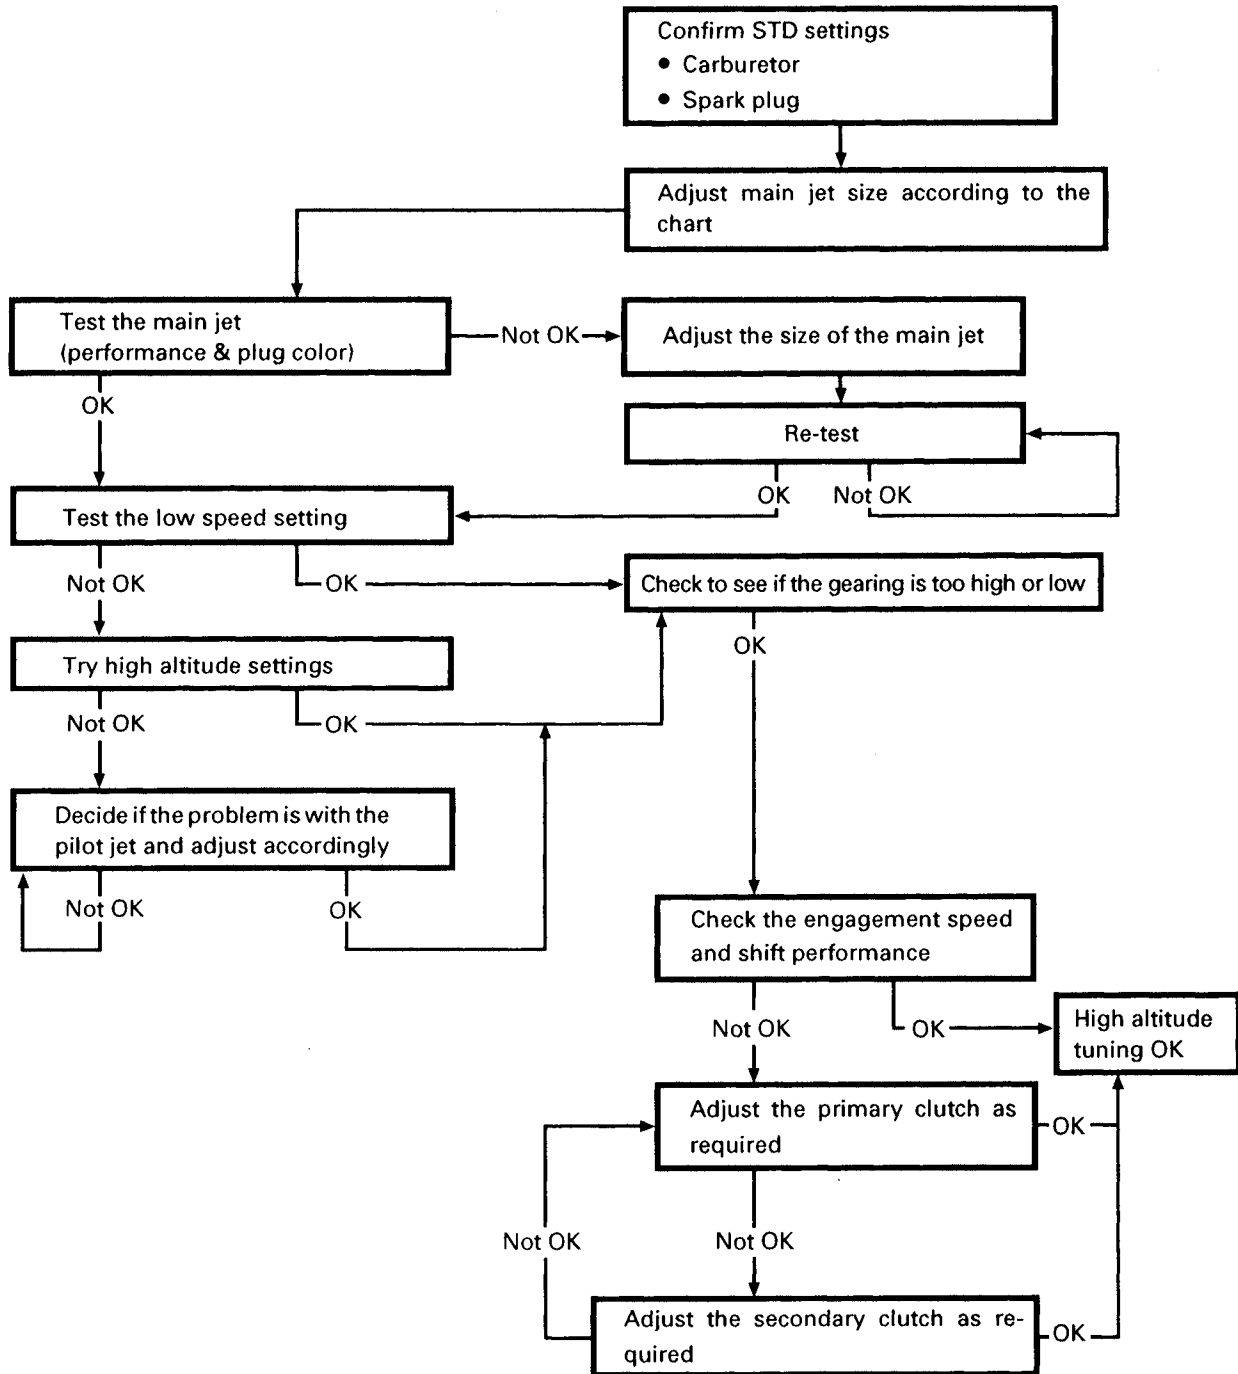 Confirm STD settings
• Carburetor
• Spark plug
Adjust main jet size according to the
chart
Test the main jet
(performance & plug color)
Not OK
Adjust the size of the main jet
OK
Re-test
OK
Not OK
Test the low speed setting
Not OK
OK
Check to see if the gearing is too high or low
OK
Try high altitude settings
Not OK
OK
Decide if the problem is with the
pilot jet and adjust accordingly
Not OK
OK
Check the engagement speed
and shift performance
Not OK
OK
High altitude
tuning OK
Adjust the primary clutch as
required
OK
Not OK
Not OK
Adjust the secondary clutch as re-
quired
OK